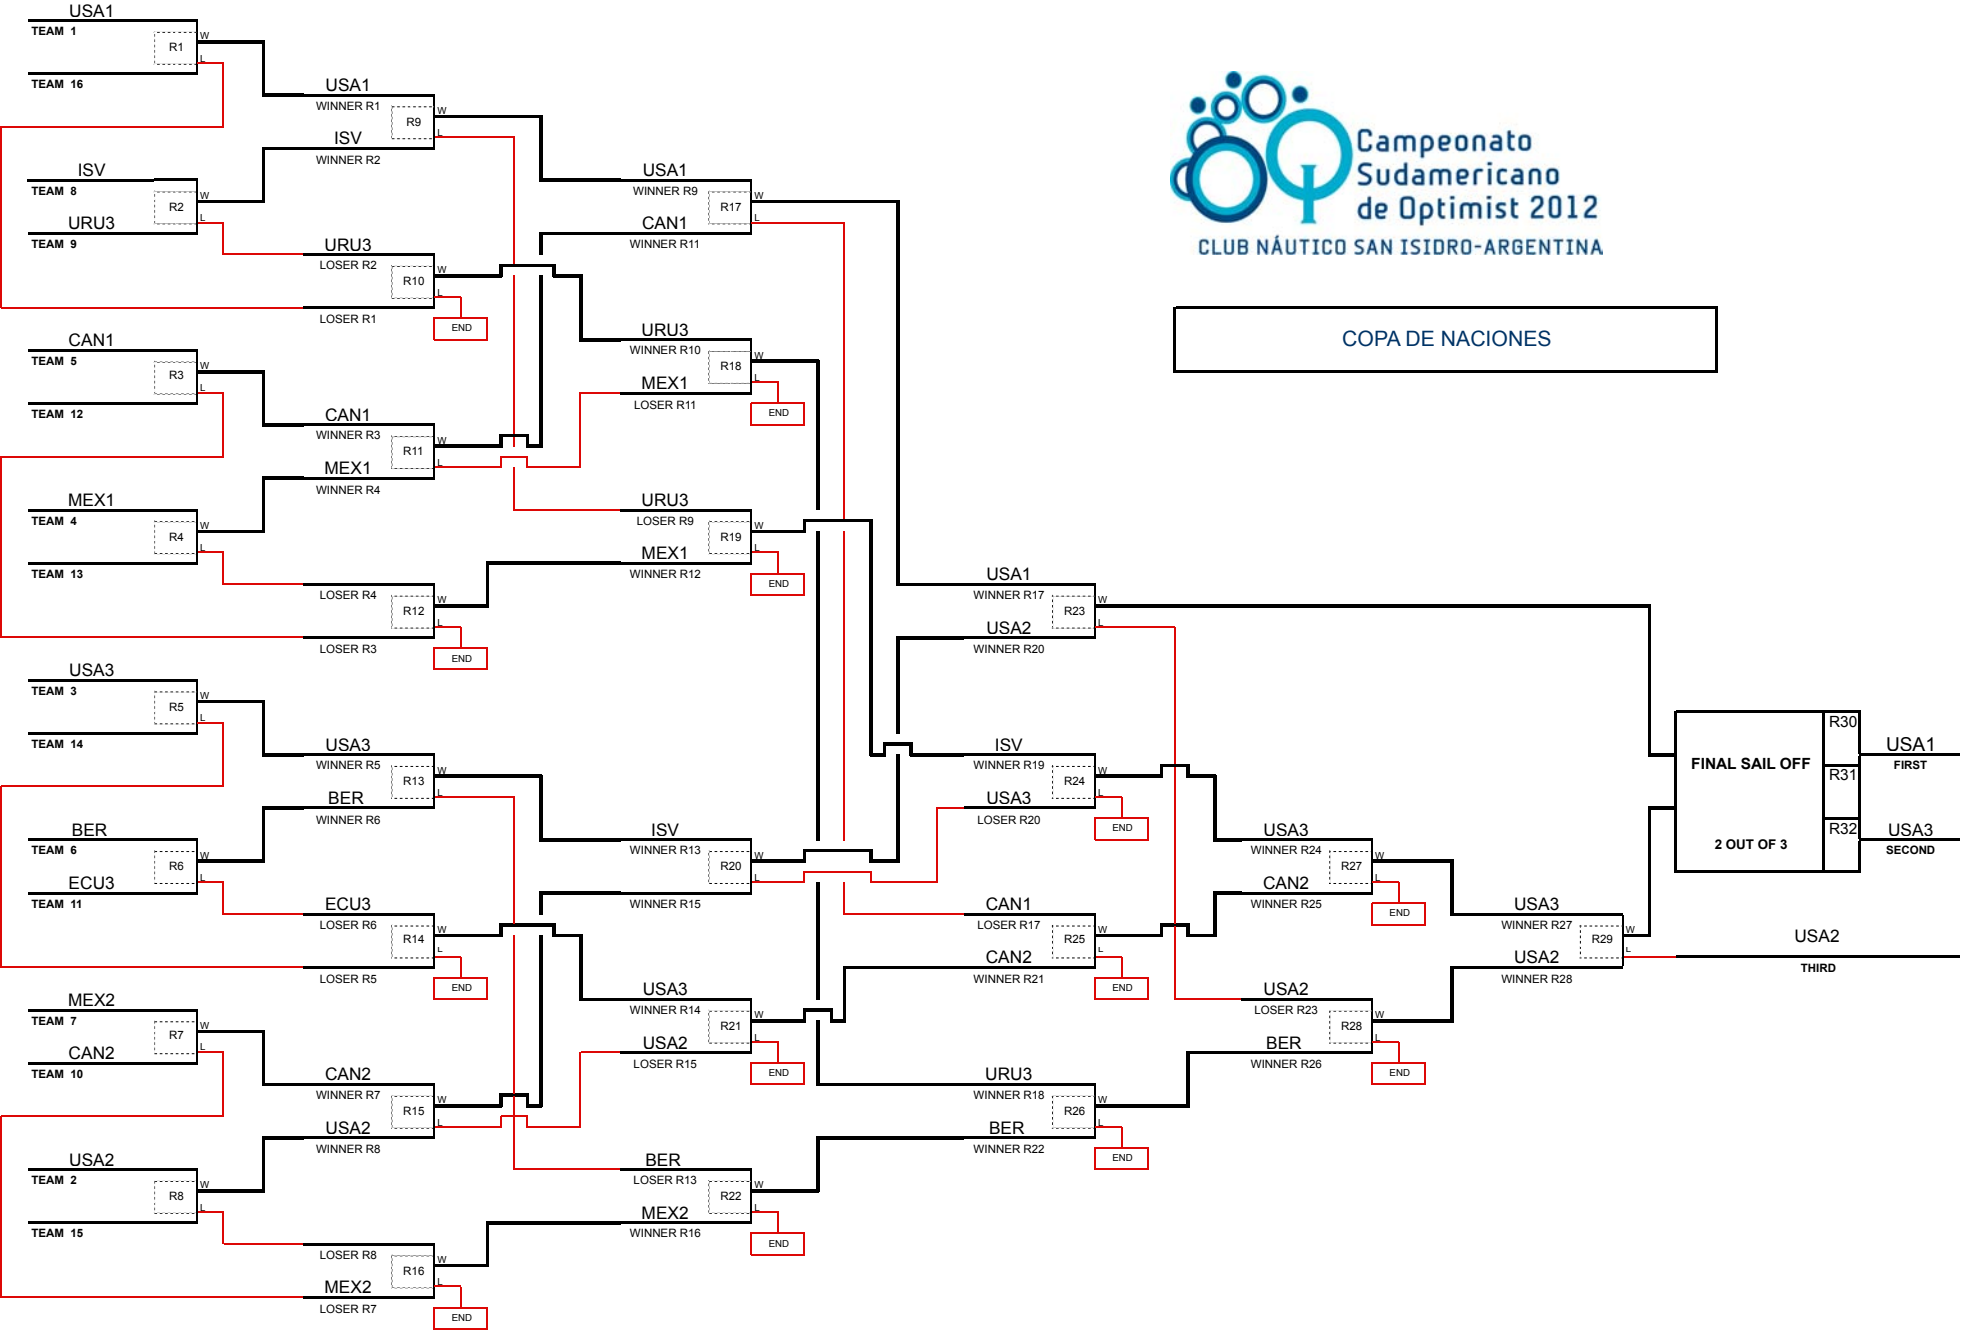 USA1
TEAM 1
R1
W
L
TEAM 16
ISV
TEAM 8
R2
W
L
URU3
TEAM 9
CAN1
TEAM 5
R3
W
L
TEAM 12
MEX1
TEAM 4
R4
W
L
TEAM 13
USA3
TEAM 3
R5
W
L
TEAM 14
BER
TEAM 6
R6
W
L
ECU3
TEAM 11
MEX2
TEAM 7
R7
W
L
CAN2
TEAM 10
USA2
TEAM 2
R8
W
L
TEAM 15
USA1
WINNER R1
R9
W
L
ISV
WINNER R2
URU3
LOSER R2
R10
W
L
LOSER R1
END
CAN1
WINNER R3
R11
W
L
MEX1
WINNER R4
LOSER R4
R12
W
L
LOSER R3
END
USA3
WINNER R5
R13
W
L
BER
WINNER R6
ECU3
LOSER R6
R14
W
L
LOSER R5
END
CAN2
WINNER R7
R15
W
L
USA2
WINNER R8
LOSER R8
R16
W
L
MEX2
LOSER R7
END
USA1
WINNER R9
R17
W
L
CAN1
WINNER R11
URU3
WINNER R10
R18
W
L
MEX1
LOSER R11
END
URU3
LOSER R9
R19
W
L
MEX1
WINNER R12
END
ISV
WINNER R13
R20
W
L
WINNER R15
USA3
WINNER R14
R21
W
L
USA2
LOSER R15
END
BER
LOSER R13
R22
W
L
MEX2
WINNER R16
END
USA1
WINNER R17
R23
W
L
USA2
WINNER R20
ISV
WINNER R19
R24
W
L
USA3
LOSER R20
END
CAN1
LOSER R17
R25
W
L
CAN2
WINNER R21
END
URU3
WINNER R18
R26
W
L
BER
WINNER R22
END
USA3
WINNER R24
R27
W
L
CAN2
WINNER R25
END
USA2
LOSER R23
R28
W
L
BER
WINNER R26
END
USA3
WINNER R27
R29
W
L
USA2
WINNER R28
FINAL SAIL OFF
2 OUT OF 3
R30
R31
R32
USA1
FIRST
USA3
SECOND
USA2
THIRD
Campeonato
Sudamericano
de Optimist 2012
CLUB NÁUTICO SAN ISIDRO-ARGENTINA
COPA DE NACIONES